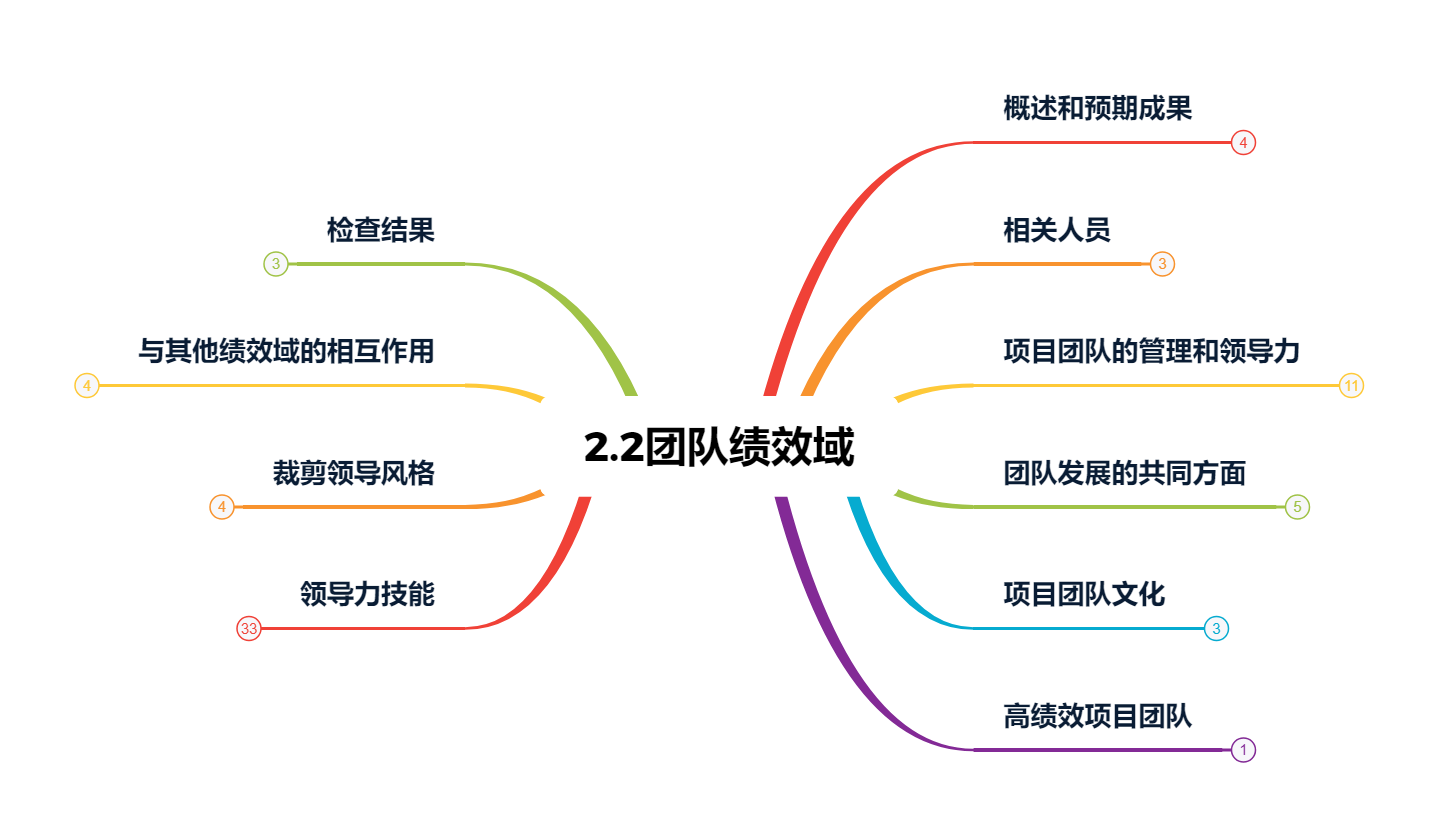 2.2团队绩效域
概述和预期成果
4
相关人员
3
项目团队的管理和领导力
11
团队发展的共同方面
5
项目团队文化
3
高绩效项目团队
1
领导力技能
33
裁剪领导风格
4
与其他绩效域的相互作用
4
检查结果
3